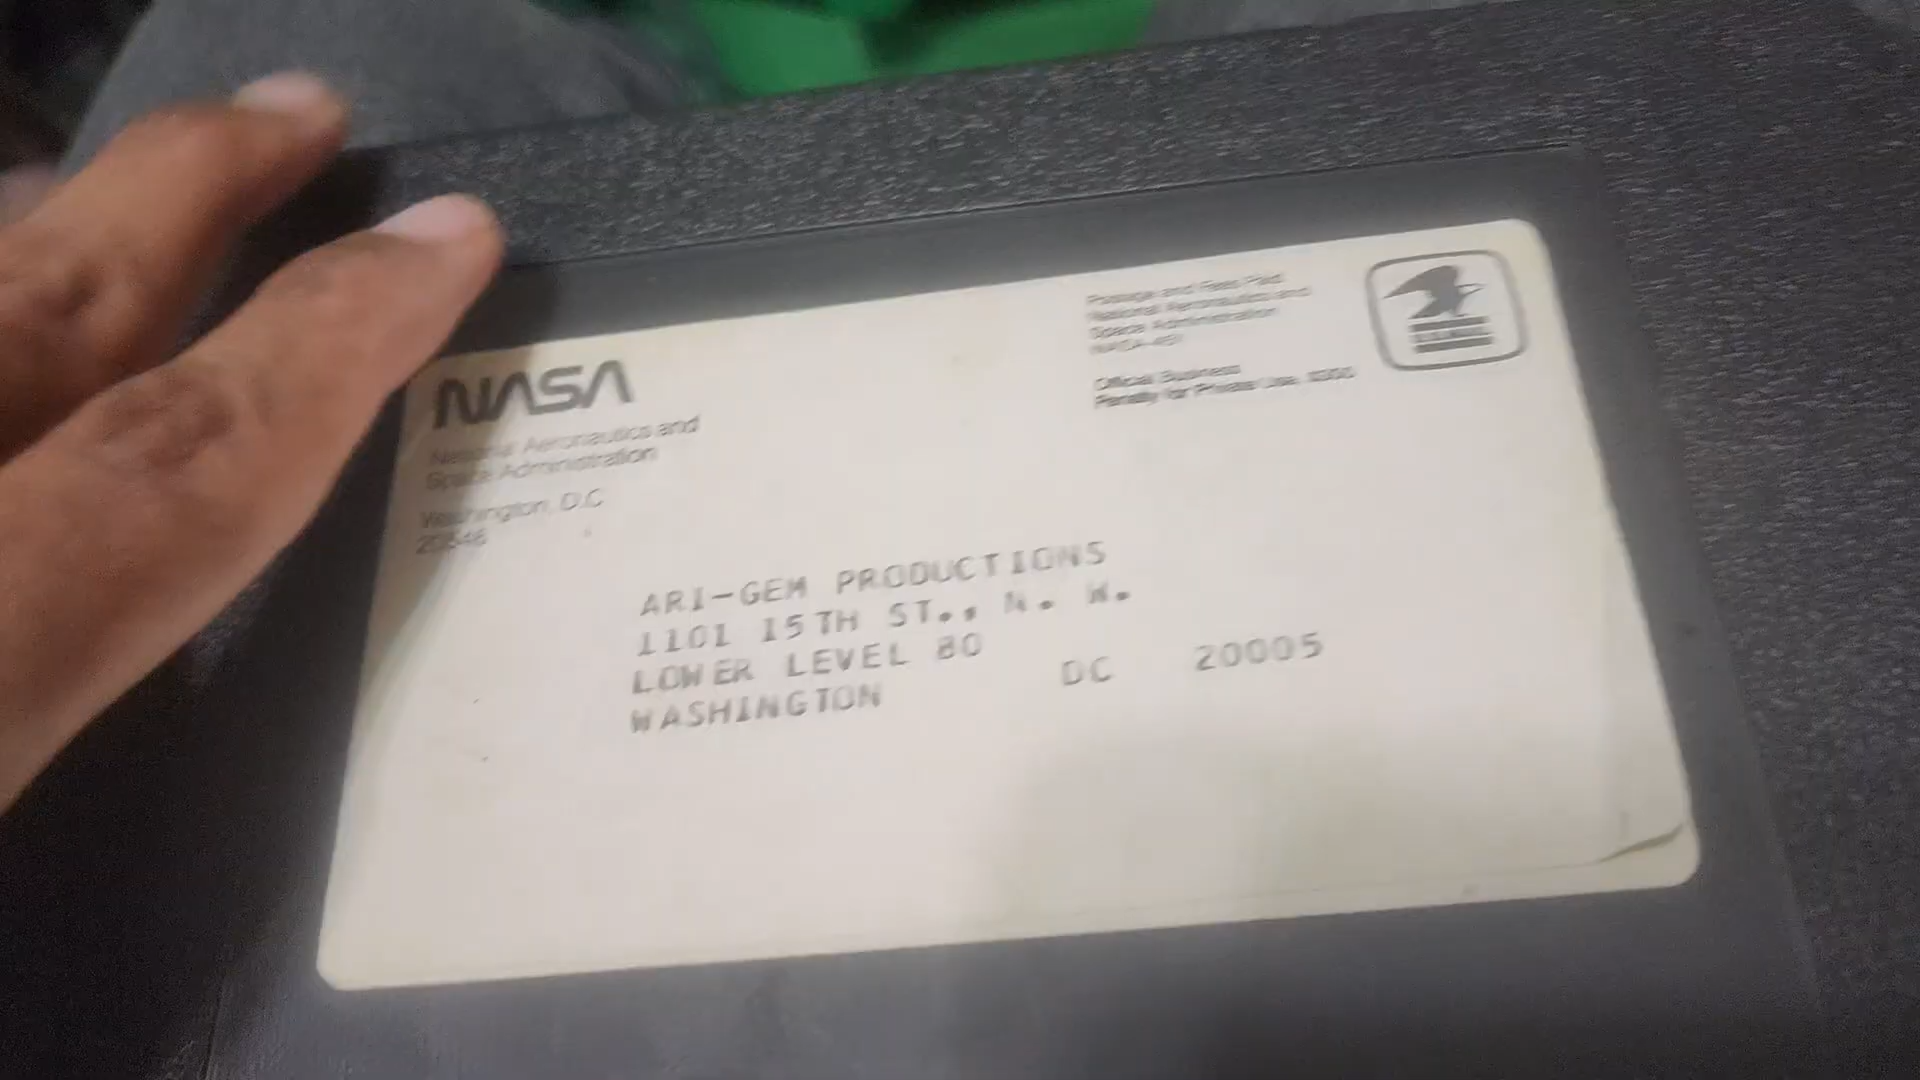 NASA
National Aeronautics and
Space Administration
Washington, D.C.
20546
Postage and Fees Paid
National Aeronautics and
Space Administration
NASA-451
Official Business
Penalty for Private Use, $300
ARI-GEM PRODUCTIONS
1101 15TH ST., N. W.
LOWER LEVEL 80
WASHINGTON DC 20005